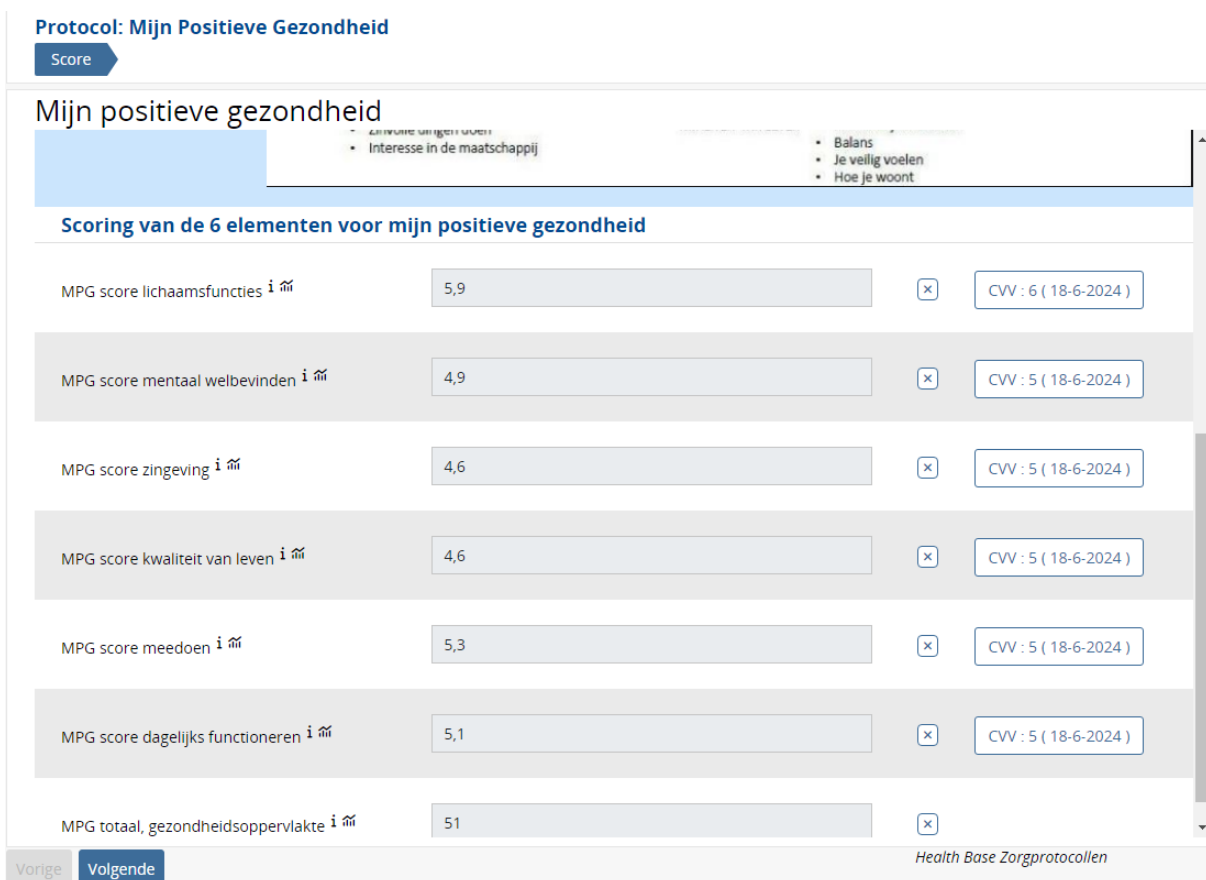 Protocol: Mijn Positieve Gezondheid
Score
Mijn positieve gezondheid
• Zinvolle dingen doen
• Interesse in de maatschappij
• Balans
• Je veilig voelen
• Hoe je woont
Scoring van de 6 elementen voor mijn positieve gezondheid
MPG score lichaamsfuncties i 5,9 CVV : 6 ( 18-6-2024 )
MPG score mentaal welbevinden i 4,9 CVV : 5 ( 18-6-2024 )
MPG score zingeving i 4,6 CVV : 5 ( 18-6-2024 )
MPG score kwaliteit van leven i 4,6 CVV : 5 ( 18-6-2024 )
MPG score meedoen i 5,3 CVV : 5 ( 18-6-2024 )
MPG score dagelijks functioneren i 5,1 CVV : 5 ( 18-6-2024 )
MPG totaal, gezondheidsoppervlakte i 51
Health Base Zorgprotocollen
Vorige Volgende